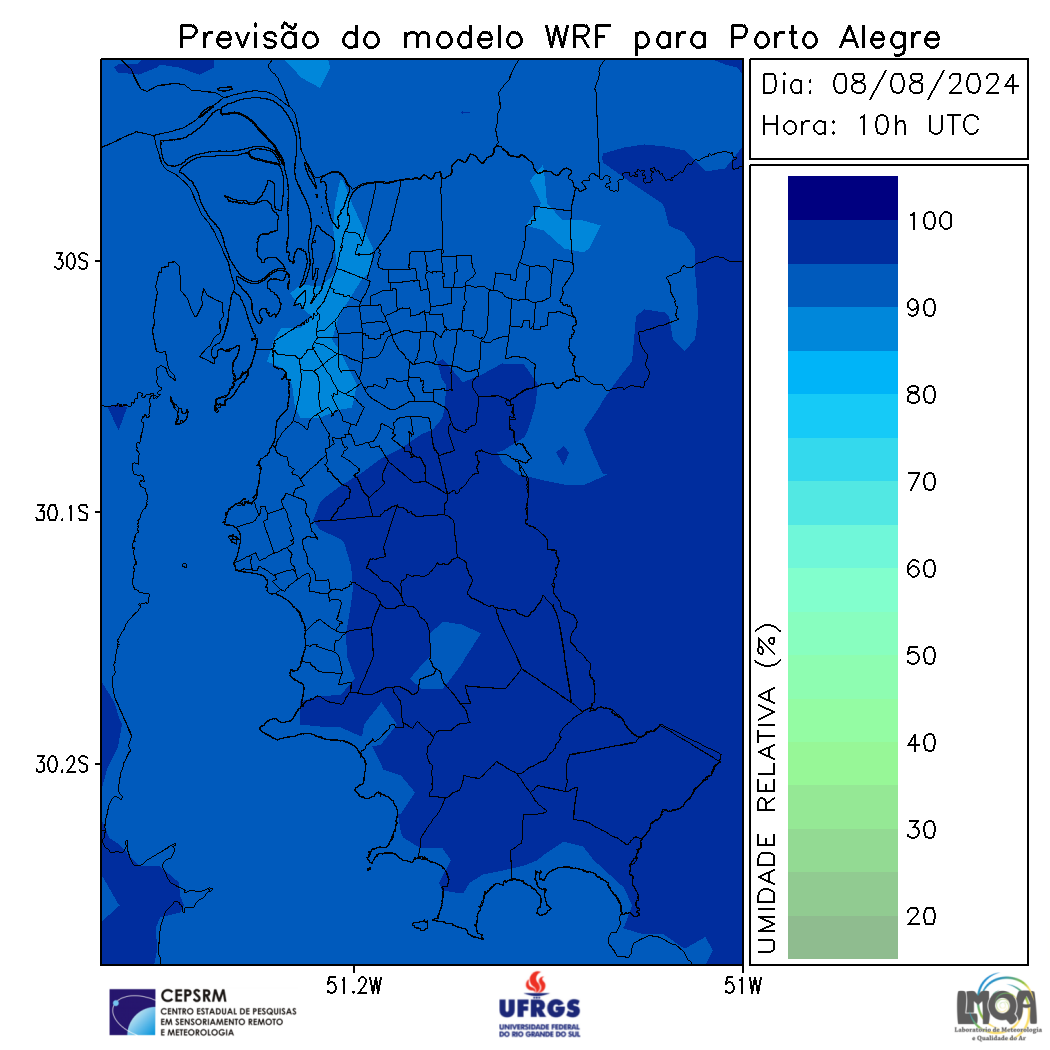 Previsão do modelo WRF para Porto Alegre
Dia: 08/08/2024
Hora: 10h UTC
100
90
80
70
60
50
40
30
20
UMIDADE RELATIVA (%)
30S
30.1S
30.2S
51.2W
51W
CEPSRM
CENTRO ESTADUAL DE PESQUISAS
EM SENSORIAMENTO REMOTO
E METEOROLOGIA
UFRGS
UNIVERSIDADE FEDERAL
DO RIO GRANDE DO SUL
LMQA
Laboratório de Meteorologia
e Qualidade do Ar